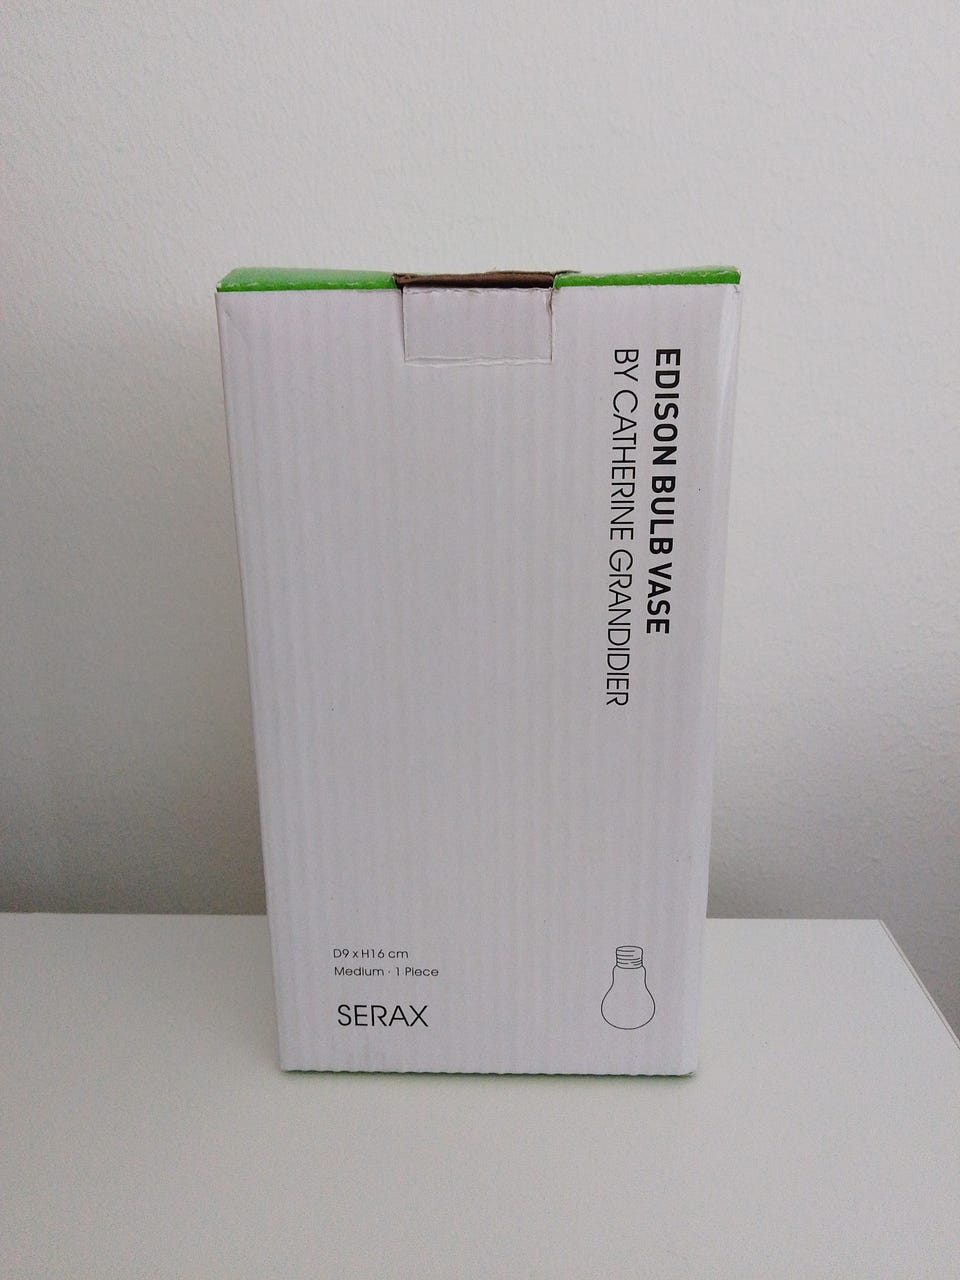 EDISON BULB VASE
BY CATHERINE GRANDIDIER
D9 x H16 cm
Medium · 1 Piece
SERAX